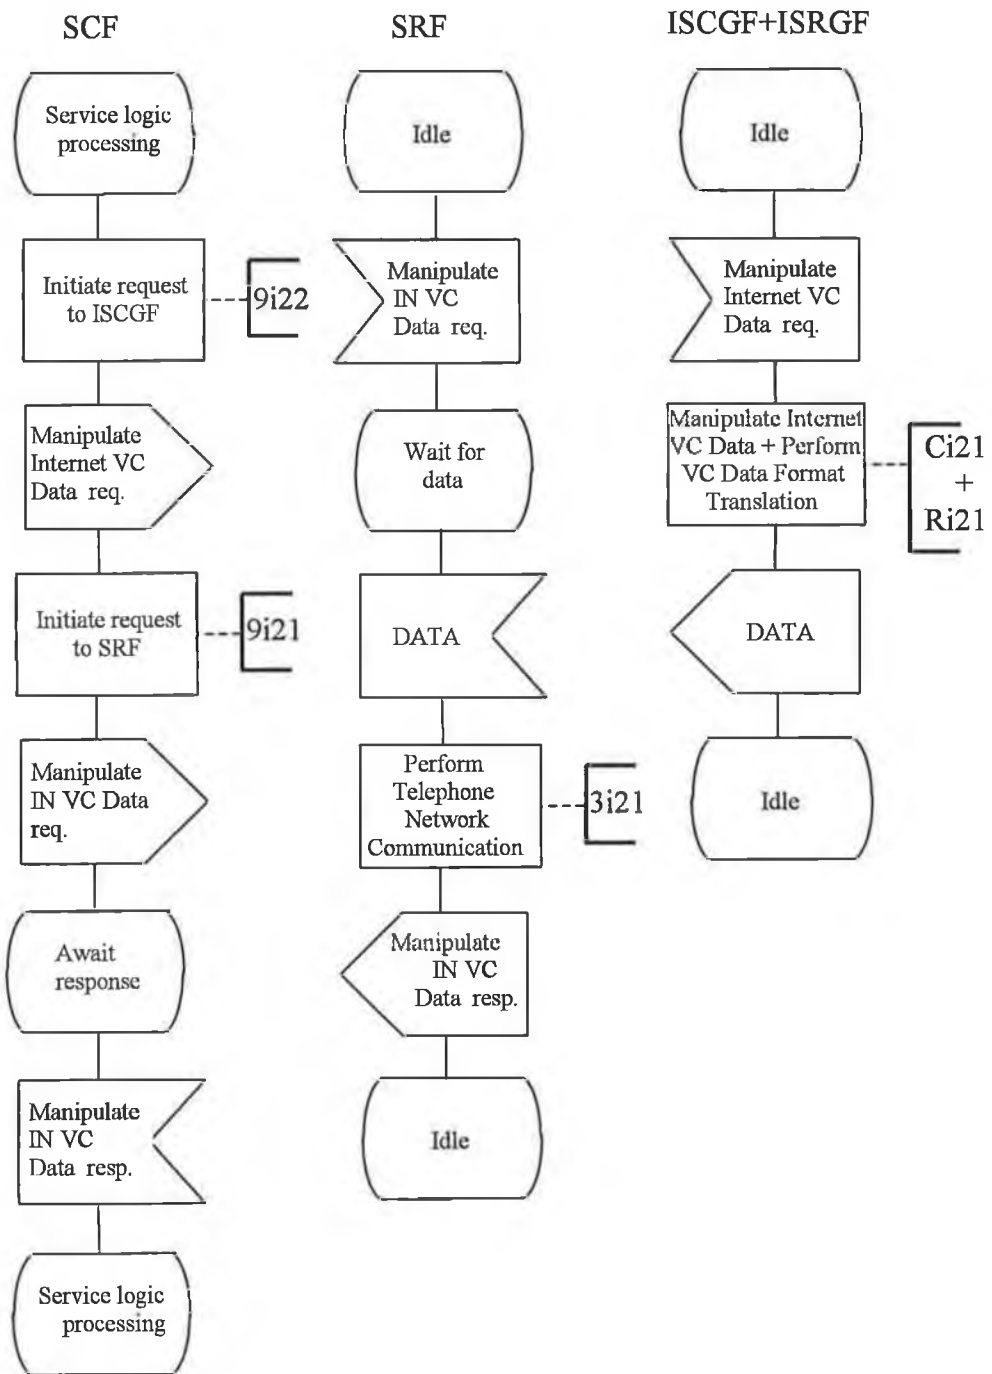 SCF
Service logic
processing
Initiate request
to ISCGF
9i22
Manipulate
Internet VC
Data req.
Initiate request
to SRF
9i21
Manipulate
IN VC Data
req.
Await
response
Manipulate
IN VC
Data resp.
Service logic
processing
SRF
Idle
Manipulate
IN VC
Data req.
Wait for
data
DATA
Perform
Telephone
Network
Communication
3i21
Manipulate
IN VC
Data resp.
Idle
ISCGF+ISRGF
Idle
Manipulate
Internet VC
Data req.
Manipulate Internet
VC Data + Perform
VC Data Format
Translation
Ci21
+
Ri21
DATA
Idle